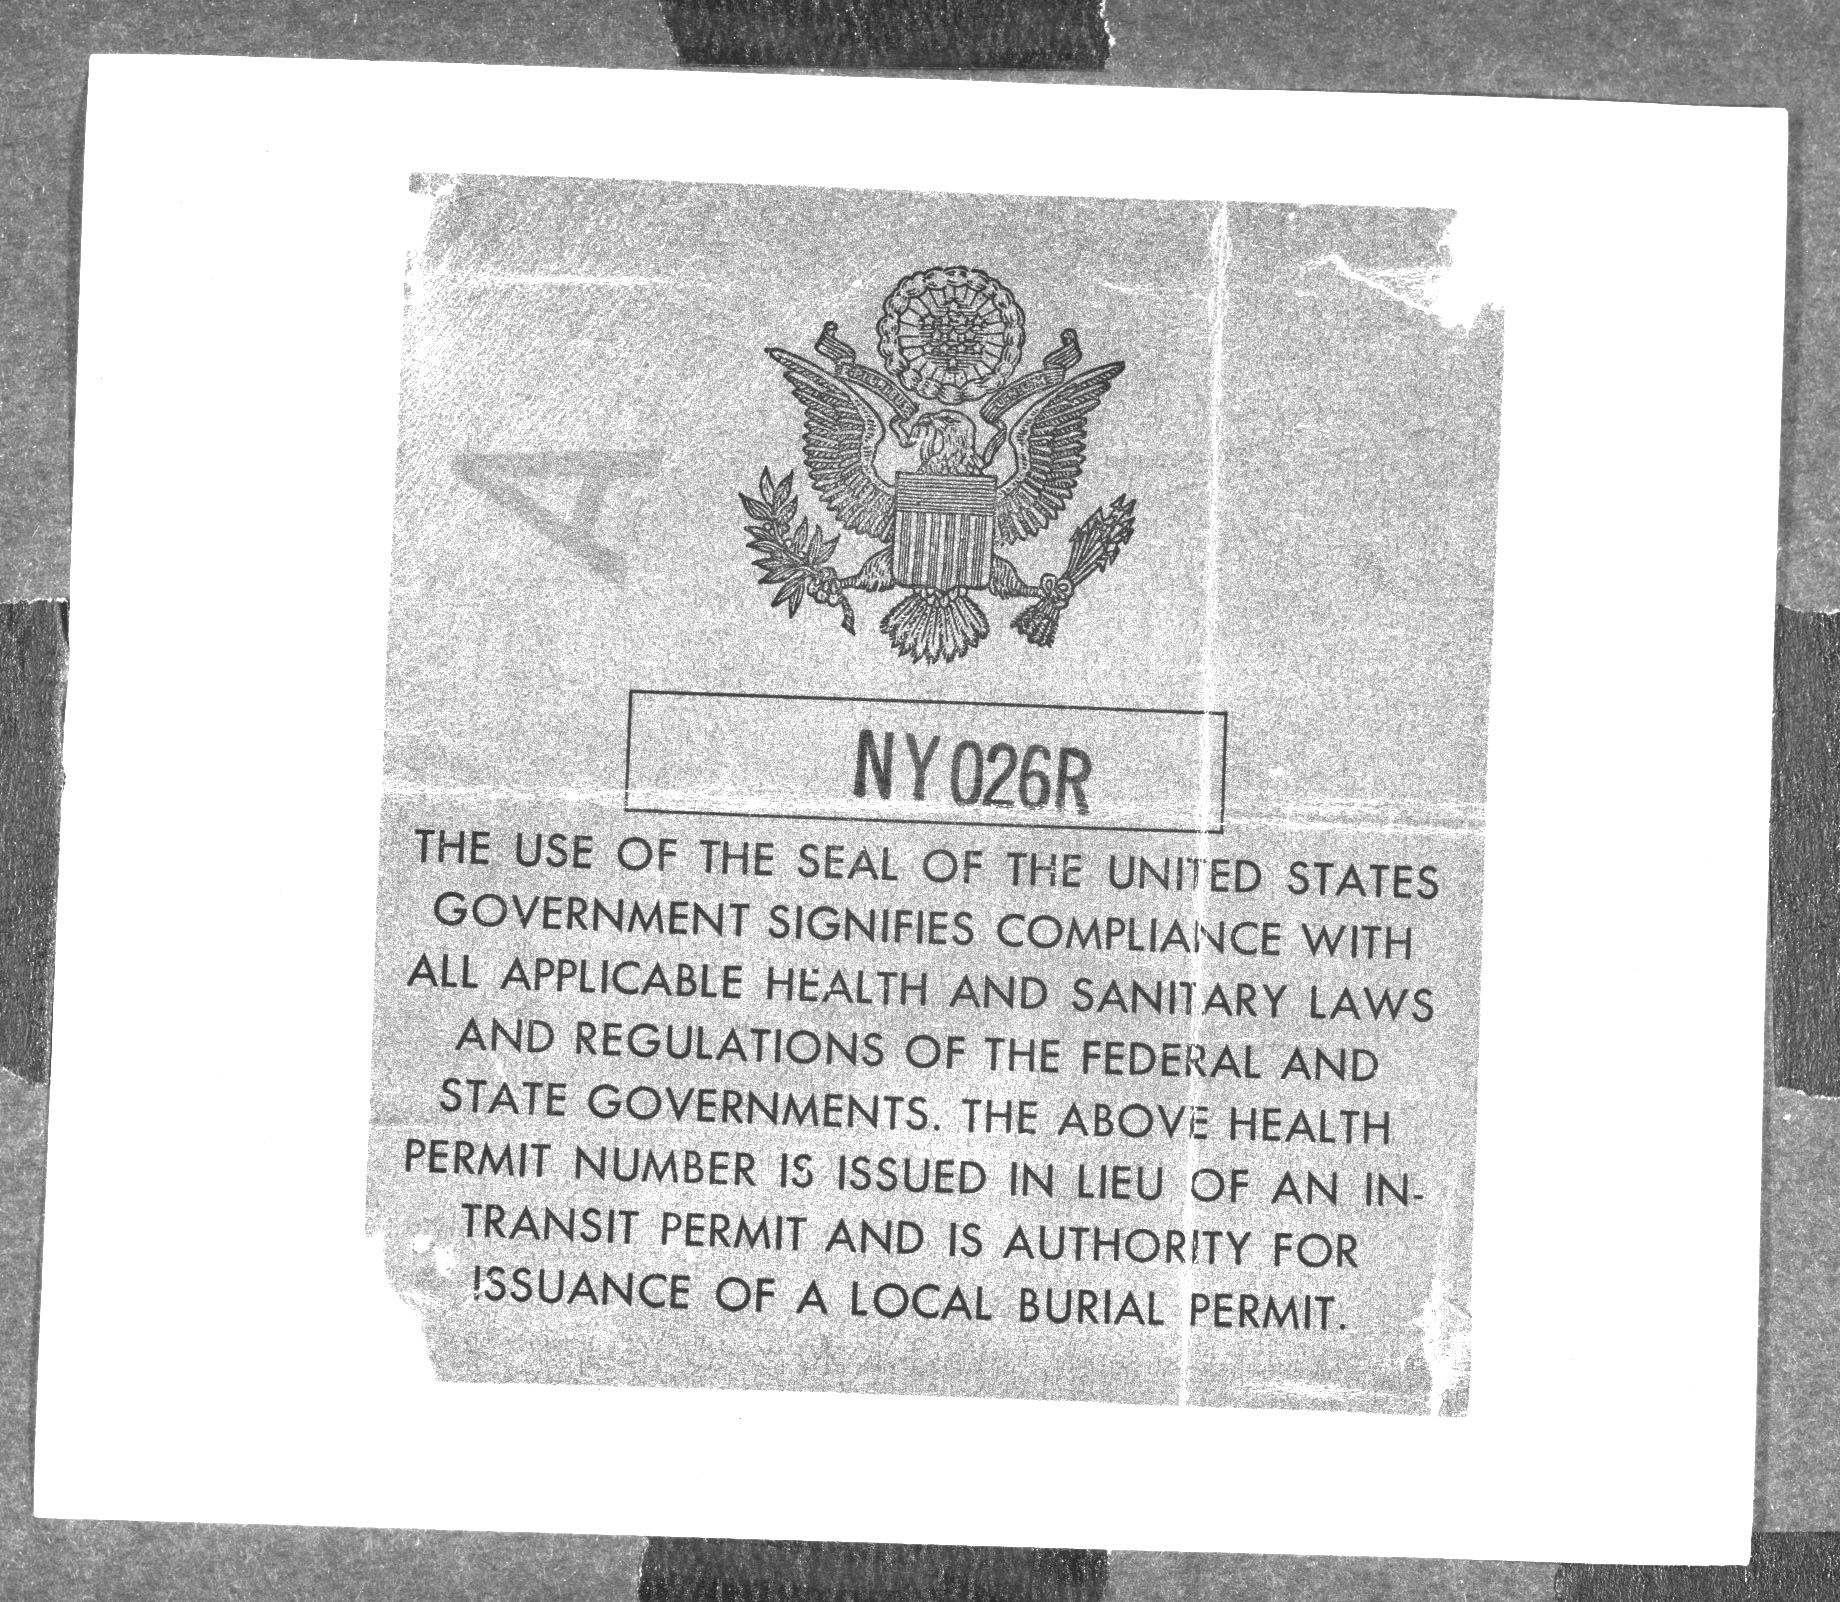 A
NY026R
THE USE OF THE SEAL OF THE UNITED STATES
GOVERNMENT SIGNIFIES COMPLIANCE WITH
ALL APPLICABLE HEALTH AND SANITARY LAWS
AND REGULATIONS OF THE FEDERAL AND
STATE GOVERNMENTS. THE ABOVE HEALTH
PERMIT NUMBER IS ISSUED IN LIEU OF AN IN-
TRANSIT PERMIT AND IS AUTHORITY FOR
ISSUANCE OF A LOCAL BURIAL PERMIT.